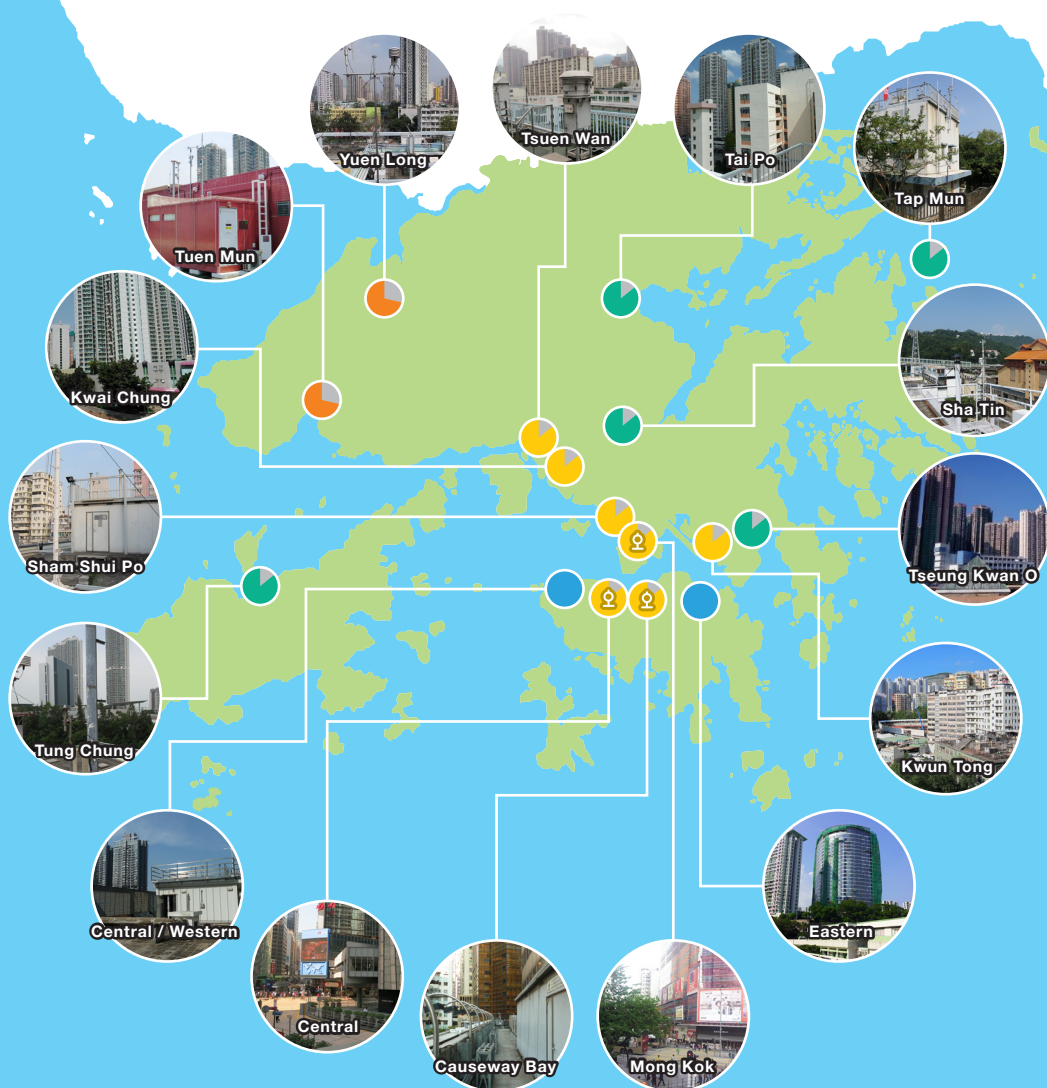 Yuen Long
Tsuen Wan
Tai Po
Tap Mun
Tuen Mun
Kwai Chung
Sha Tin
Sham Shui Po
Tseung Kwan O
Tung Chung
Kwun Tong
Central / Western
Eastern
Central
Causeway Bay
Mong Kok